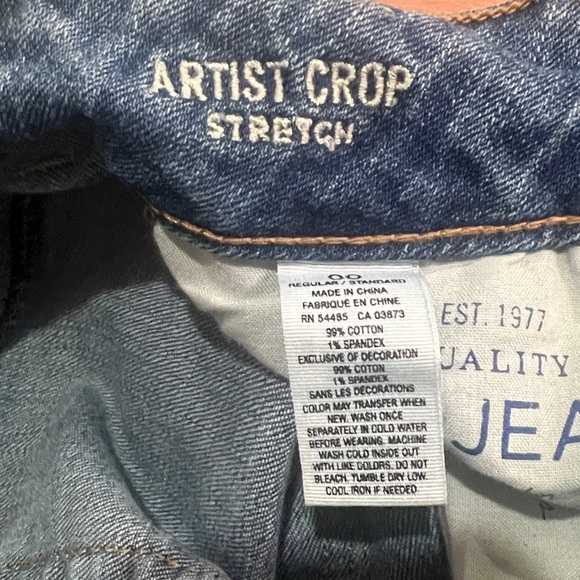 ARTIST CROP
STRETCH
00
REGULAR / STANDARD
MADE IN CHINA
FABRIQUÉ EN CHINE
RN 54485 CA 03873
99% COTTON
1% SPANDEX
EXCLUSIVE OF DECORATION
99% COTON
1% SPANDEX
SANS LES DÉCORATIONS
COLOR MAY TRANSFER WHEN
NEW. WASH ONCE
SEPARATELY IN COLD WATER
BEFORE WEARING. MACHINE
WASH COLD INSIDE OUT
WITH LIKE COLORS. DO NOT
BLEACH. TUMBLE DRY LOW.
COOL IRON IF NEEDED.
EST. 1977
UALITY
JEA